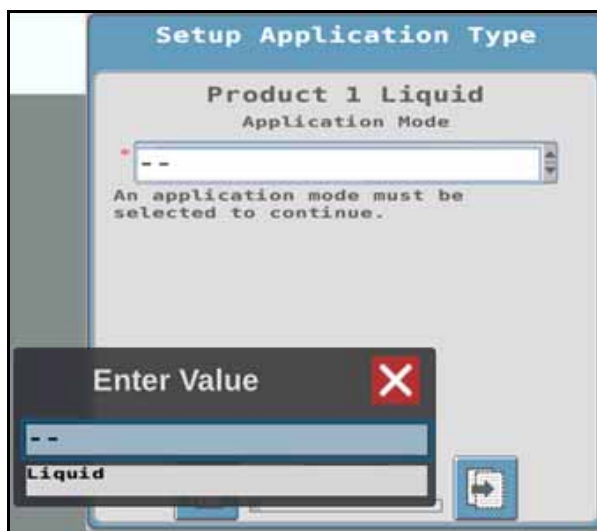 Setup Application Type
Product 1 Liquid
Application Mode
* --
An application mode must be
selected to continue.
Enter Value
--
Liquid